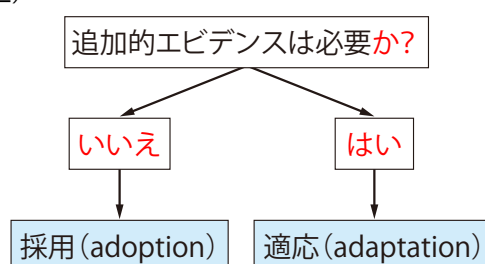 追加的エビデンスは必要か？
いいえ
はい
採用（adoption）
適応（adaptation）